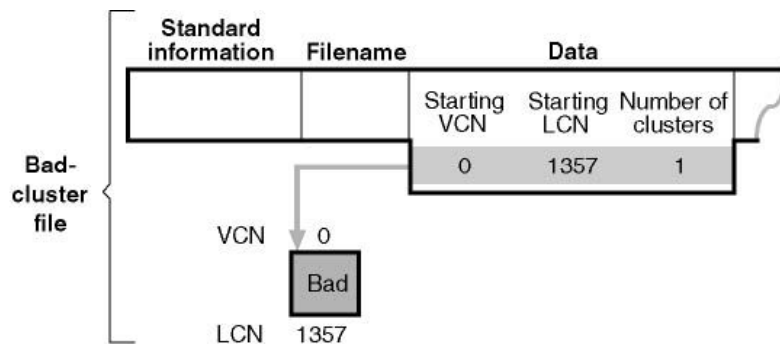 Standard information
Filename
Data
Starting VCN
Starting LCN
Number of clusters
0 1357 1
Bad-cluster file
VCN 0
Bad
LCN 1357